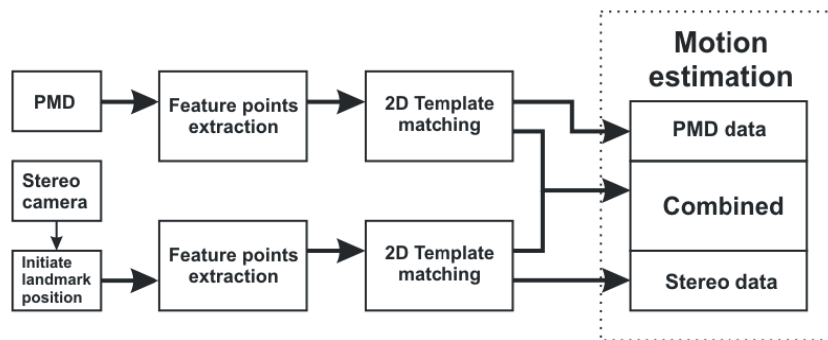 Motion
estimation
PMD
Feature points
extraction
2D Template
matching
PMD data
Stereo
camera
Combined
Initiate
landmark
position
Feature points
extraction
2D Template
matching
Stereo data